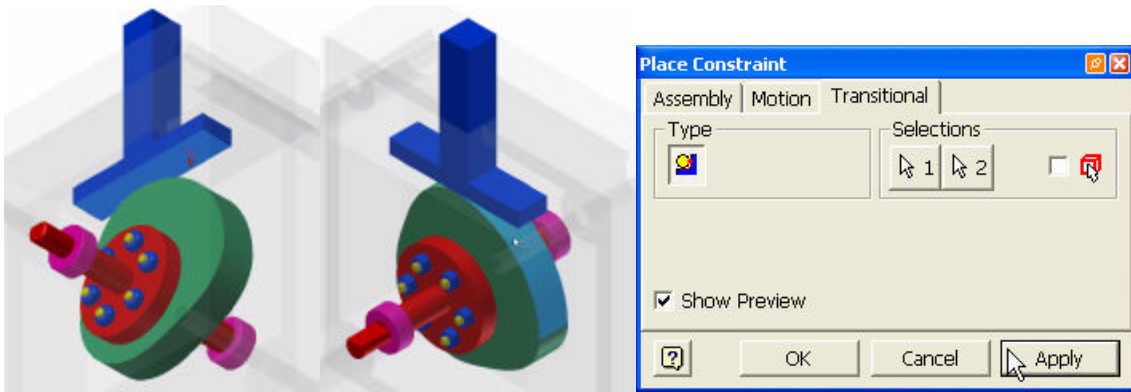 Place Constraint
Assembly Motion Transitional
Type Selections
1 2
Show Preview
? OK Cancel Apply